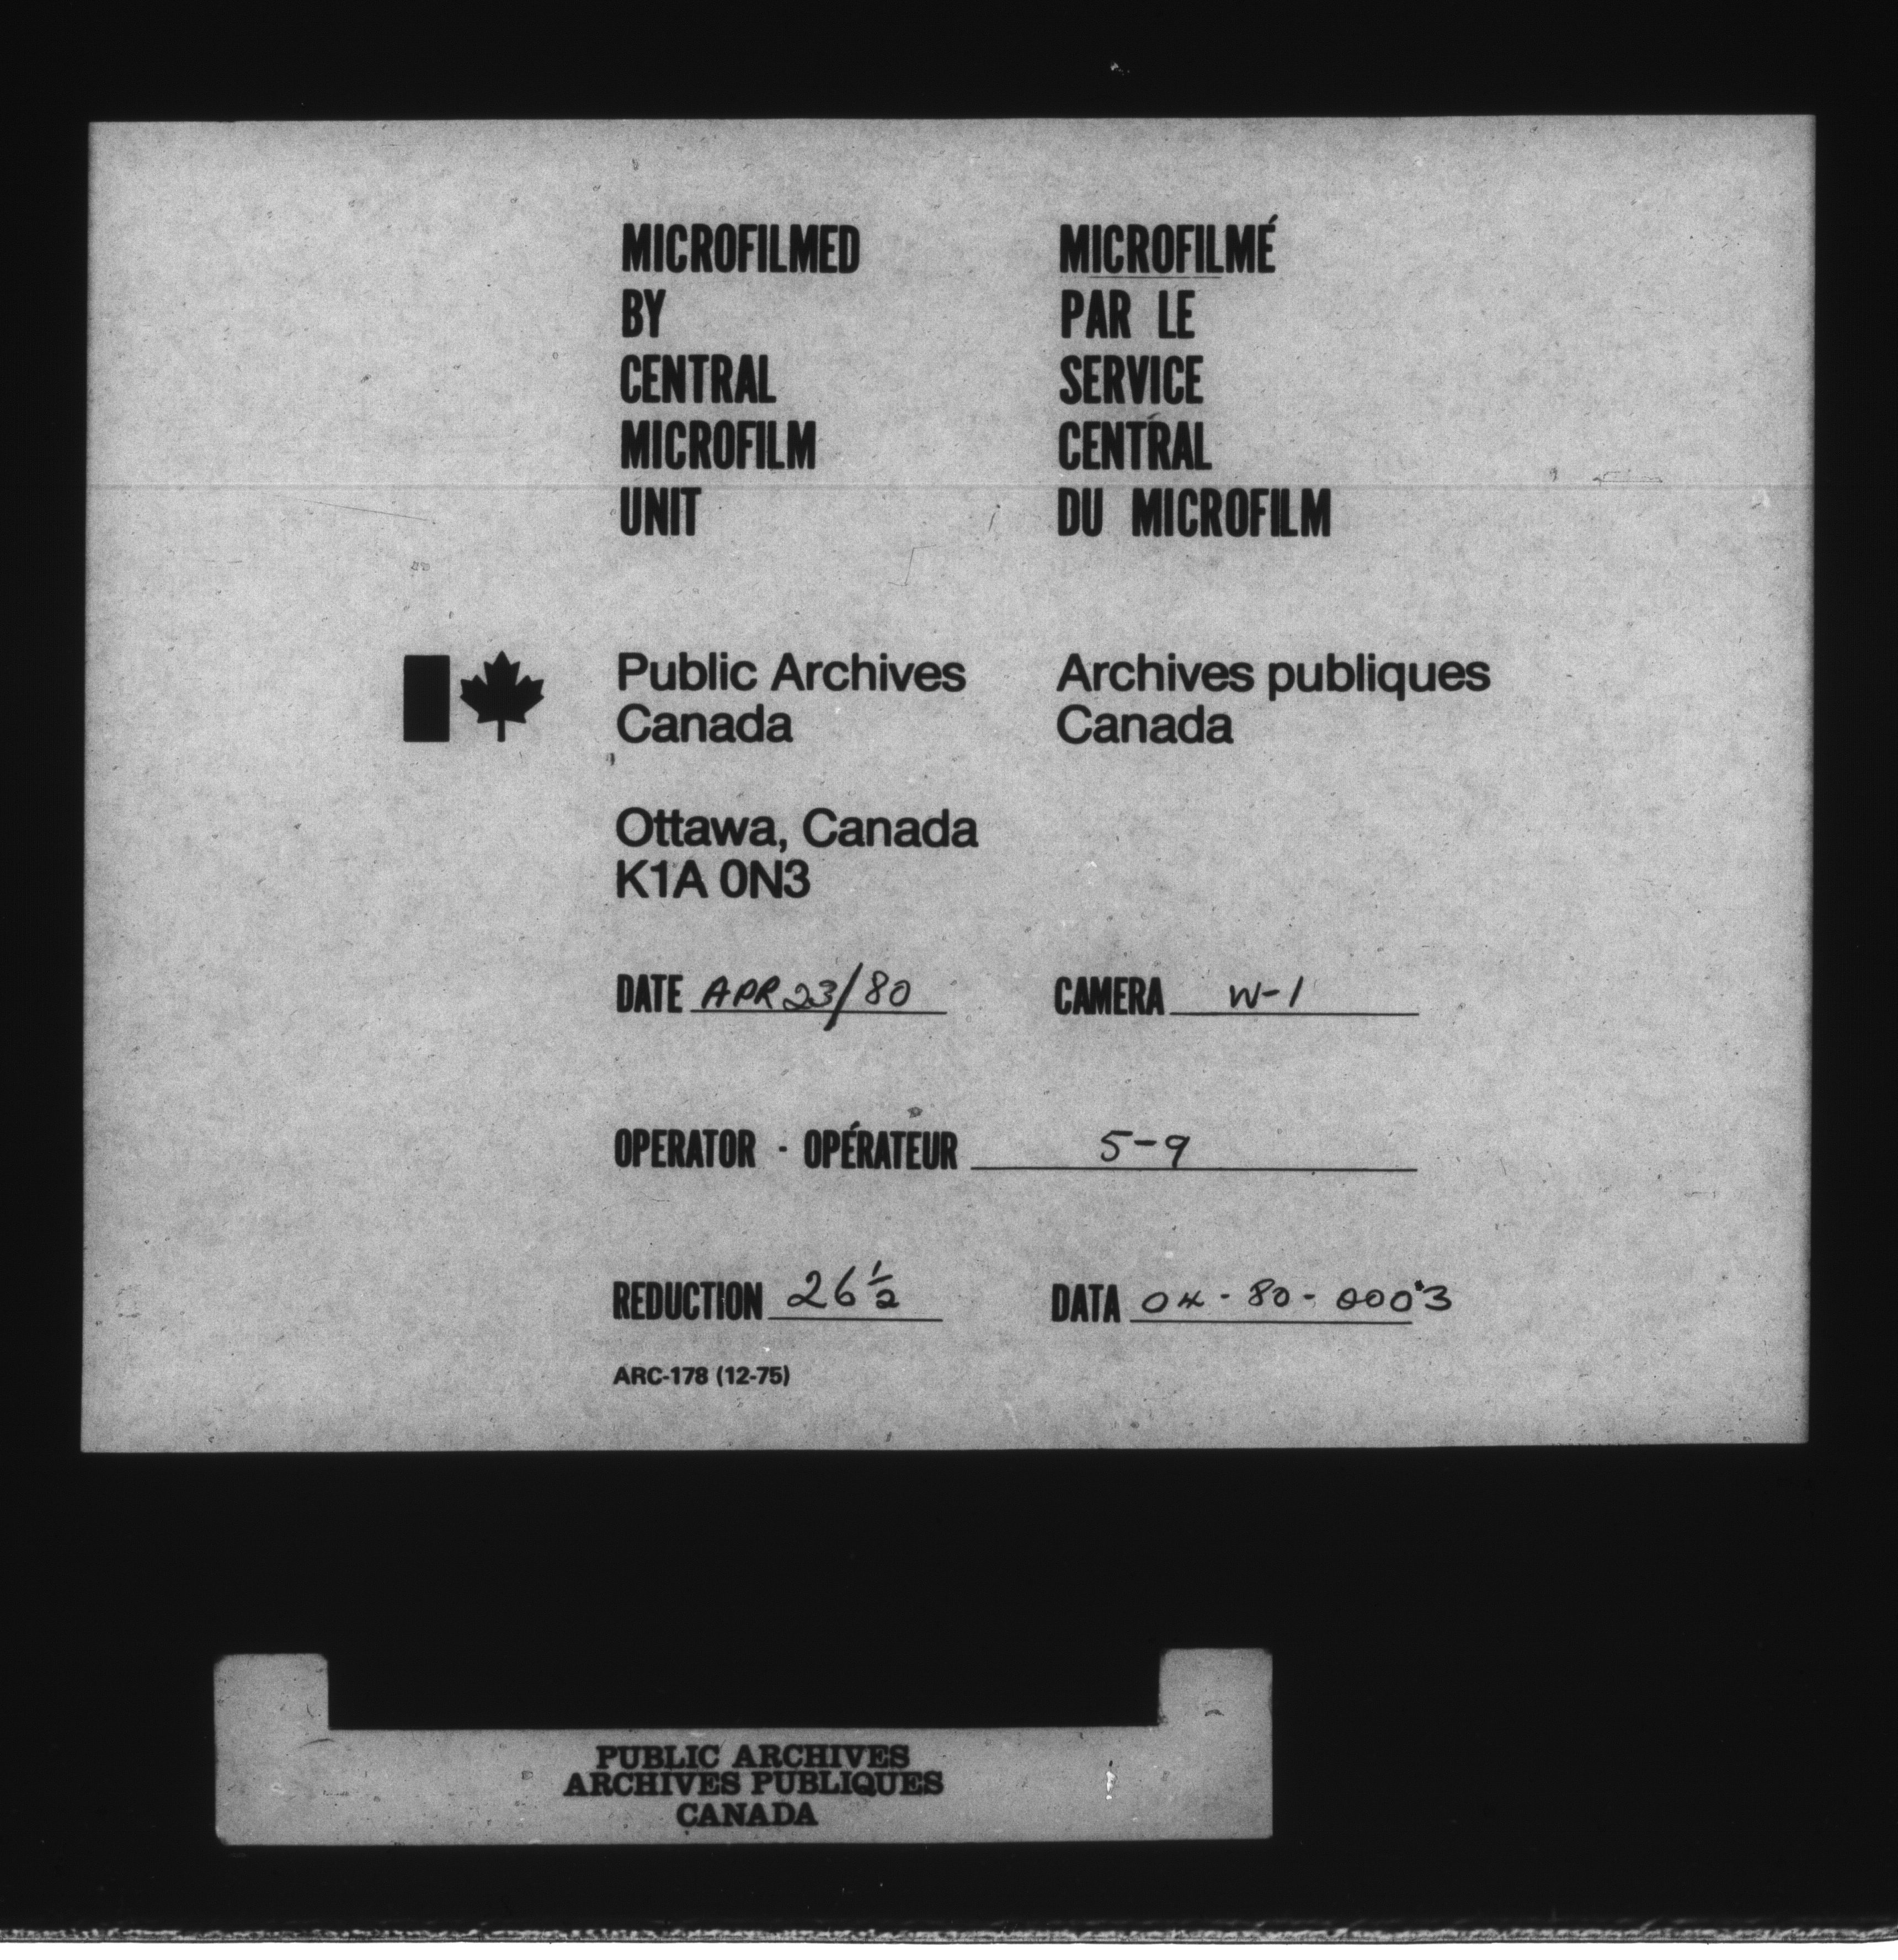 MICROFILMED
BY
CENTRAL
MICROFILM
UNIT
MICROFILMÉ
PAR LE
SERVICE
CENTRAL
DU MICROFILM
Public Archives
Canada
Archives publiques
Canada
Ottawa, Canada
K1A 0N3
DATE APR 23/80
CAMERA W-1
OPERATOR - OPÉRATEUR 5-9
REDUCTION 26 1/2
DATA 04-80-0003
ARC-178 (12-75)
PUBLIC ARCHIVES
ARCHIVES PUBLIQUES
CANADA